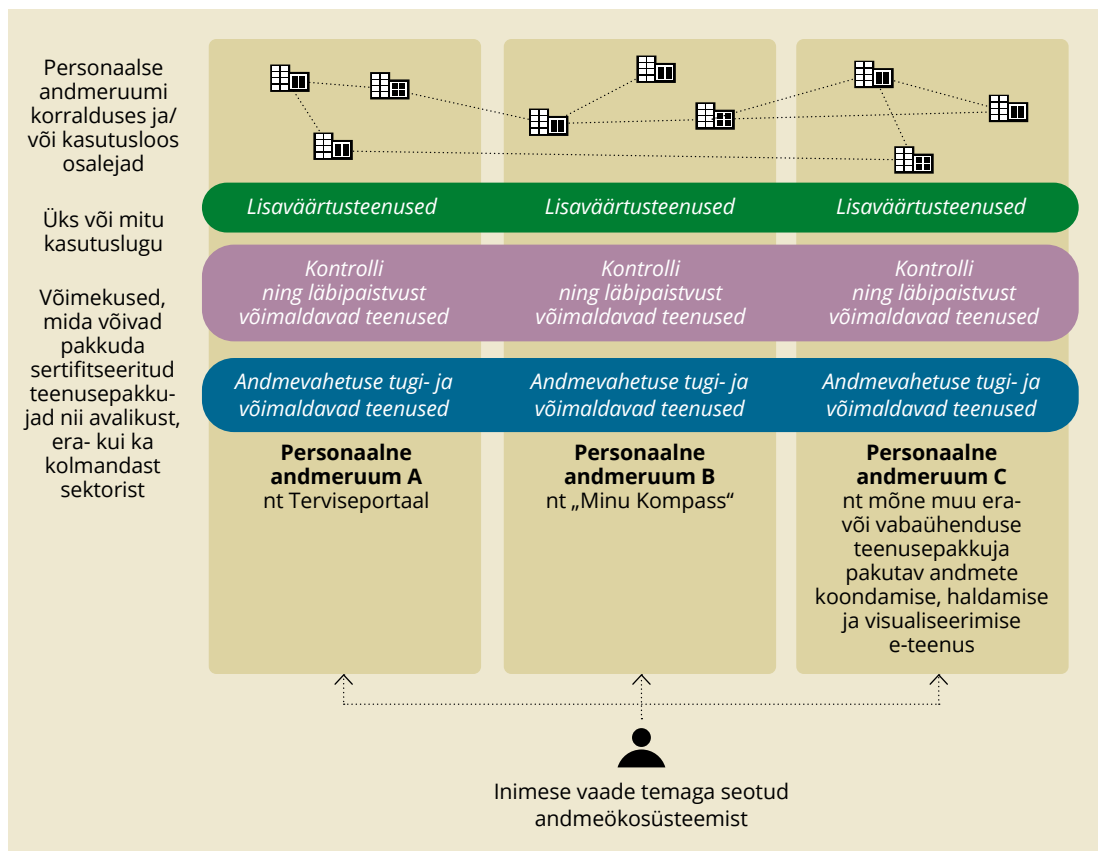 Personaalse
andmeruumi
korralduses ja/
või kasutusloos
osalejad
Üks või mitu
kasutuslugu
Võimekused,
mida võivad
pakkuda
sertifitseeritud
teenusepakku-
jad nii avalikust,
era- kui ka
kolmandast
sektorist
Lisaväärtusteenused
Lisaväärtusteenused
Lisaväärtusteenused
Kontrolli
ning läbipaistvust
võimaldavad teenused
Kontrolli
ning läbipaistvust
võimaldavad teenused
Kontrolli
ning läbipaistvust
võimaldavad teenused
Andmevahetuse tugi- ja
võimaldavad teenused
Andmevahetuse tugi- ja
võimaldavad teenused
Andmevahetuse tugi- ja
võimaldavad teenused
Personaalne
andmeruum A
nt Terviseportaal
Personaalne
andmeruum B
nt „Minu Kompass“
Personaalne
andmeruum C
nt mõne muu era-
või vabaühenduse
teenusepakkuja
pakutav andmete
koondamise, haldamise
ja visualiseerimise
e-teenus
Inimese vaade temaga seotud
andmeökosüsteemist